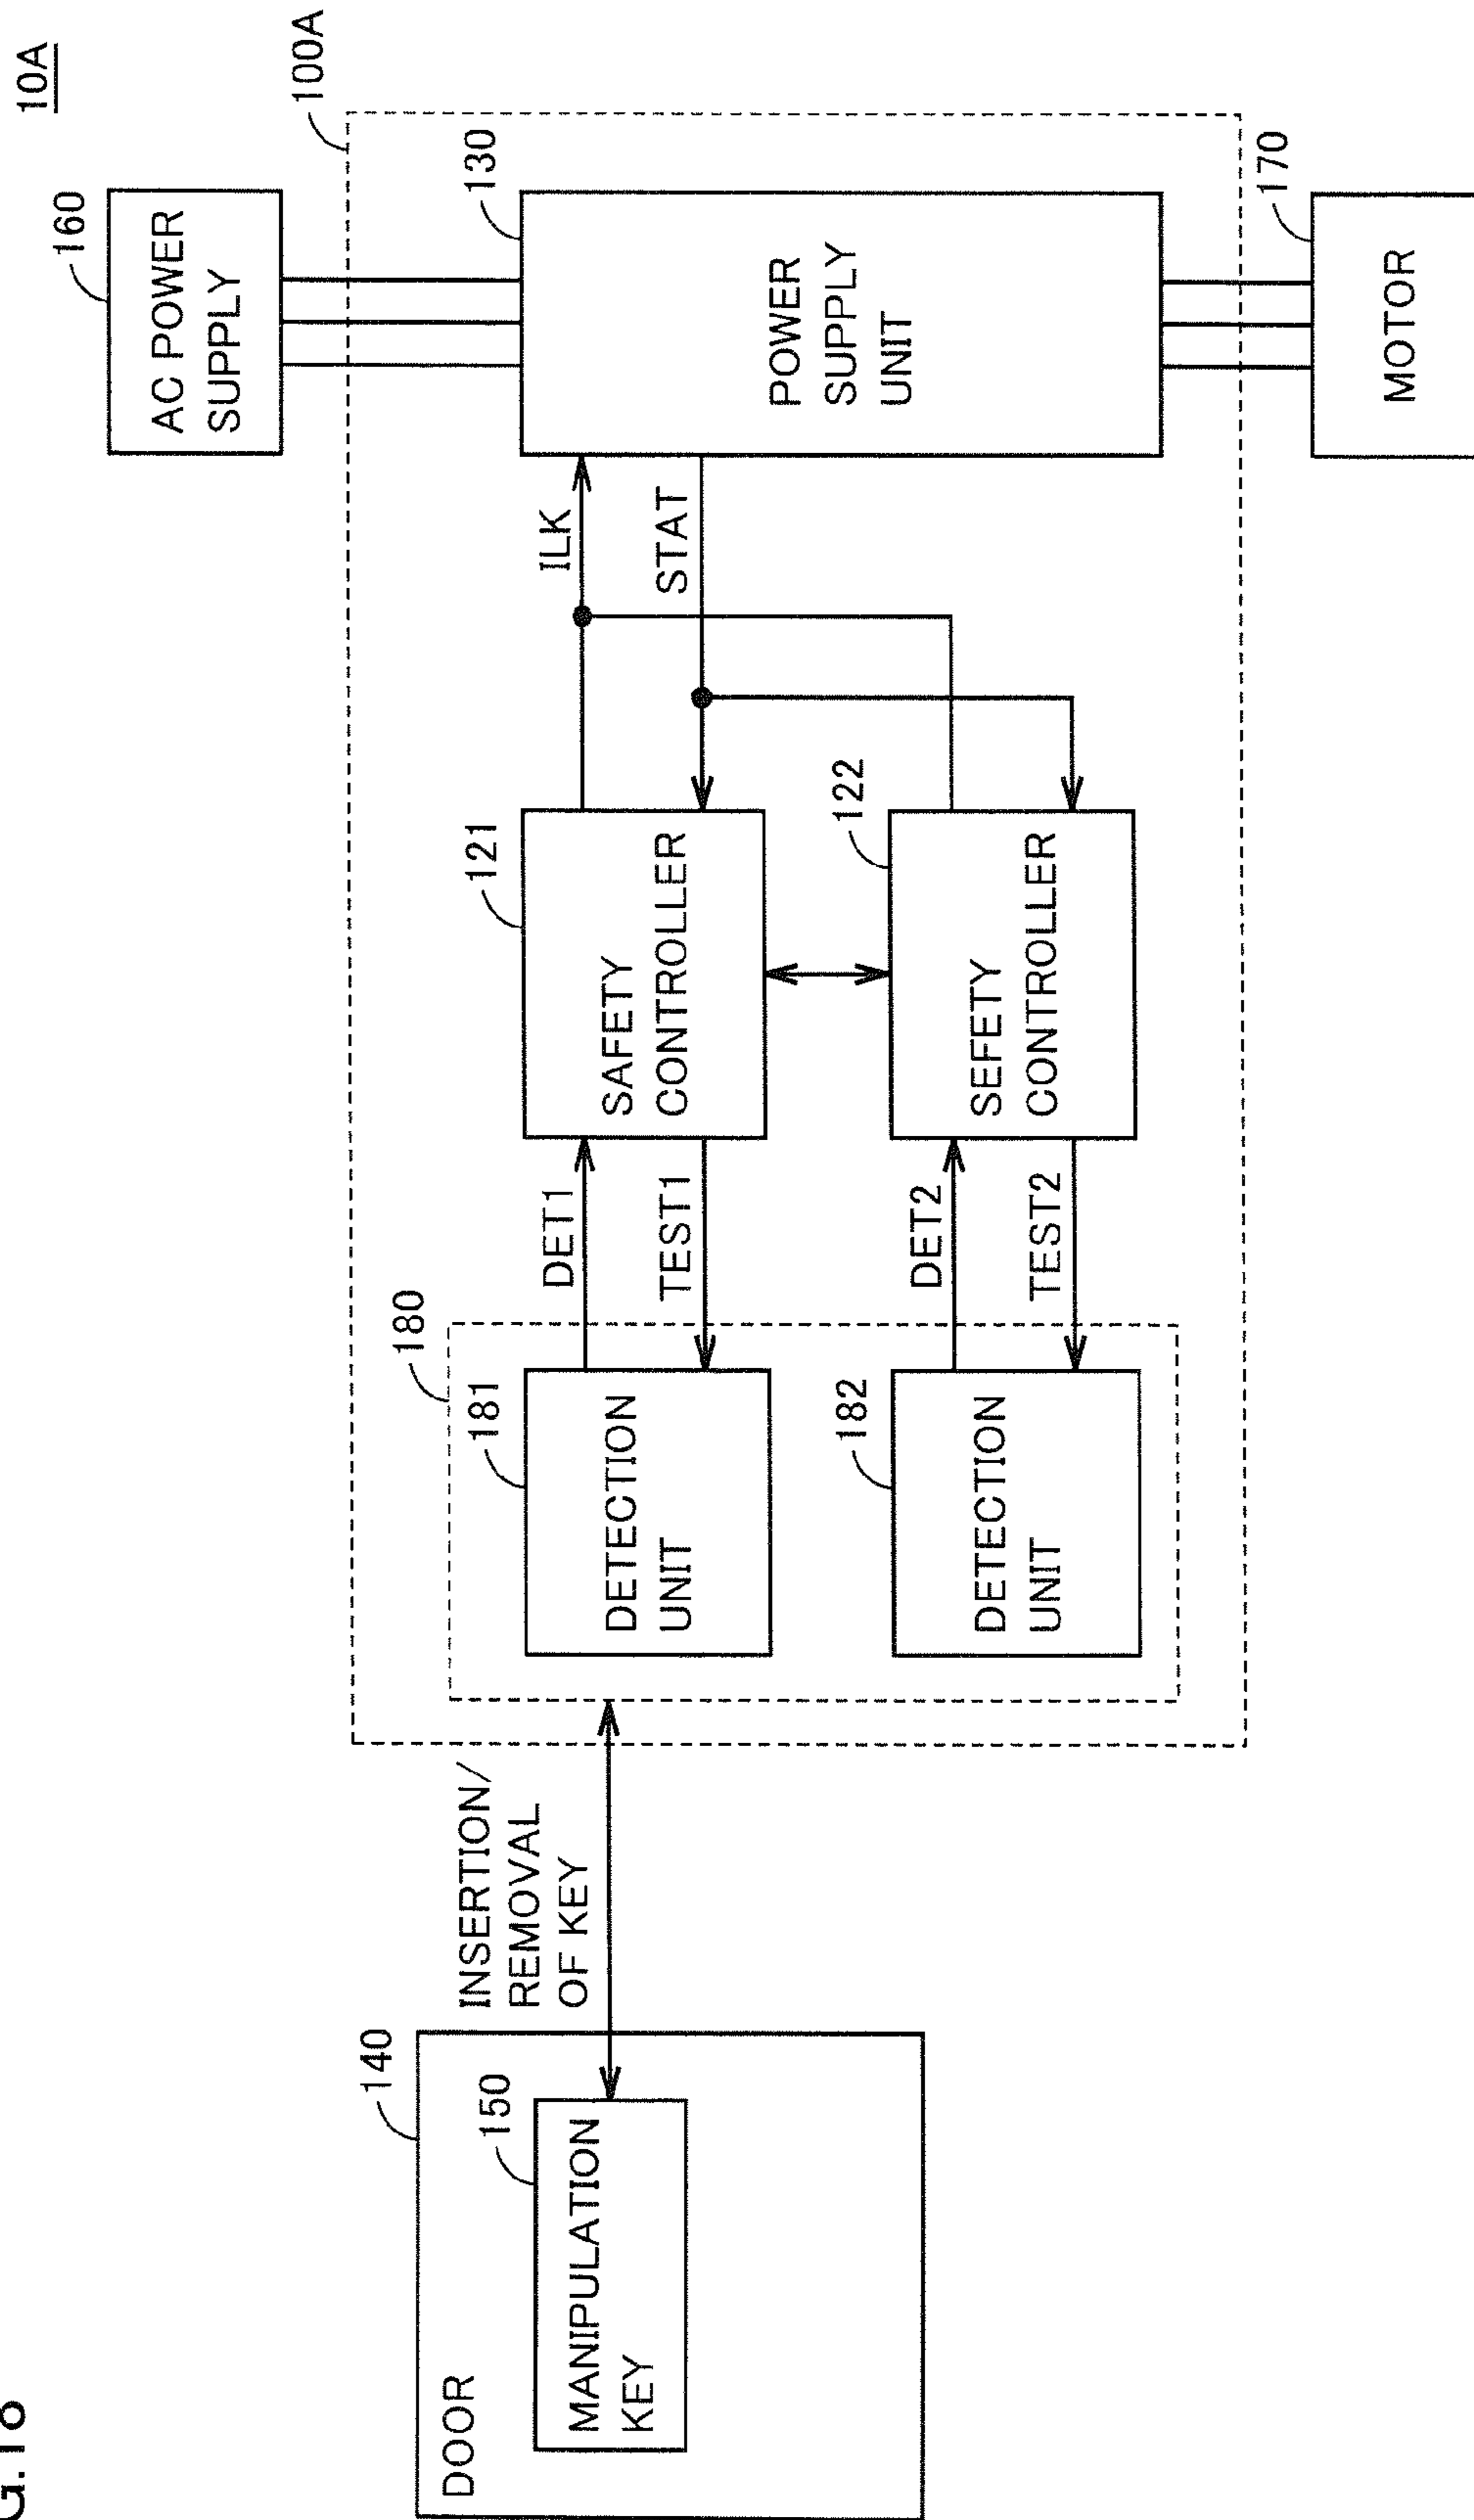 10A
100A
160
AC POWER
SUPPLY
130
POWER
SUPPLY
UNIT
170
MOTOR
ILK
STAT
121
SAFETY
CONTROLLER
122
SEFETY
CONTROLLER
DET1
TEST1
DET2
TEST2
180
181
DETECTION
UNIT
182
DETECTION
UNIT
INSERTION/
REMOVAL
OF KEY
140
DOOR
150
MANIPULATION
KEY